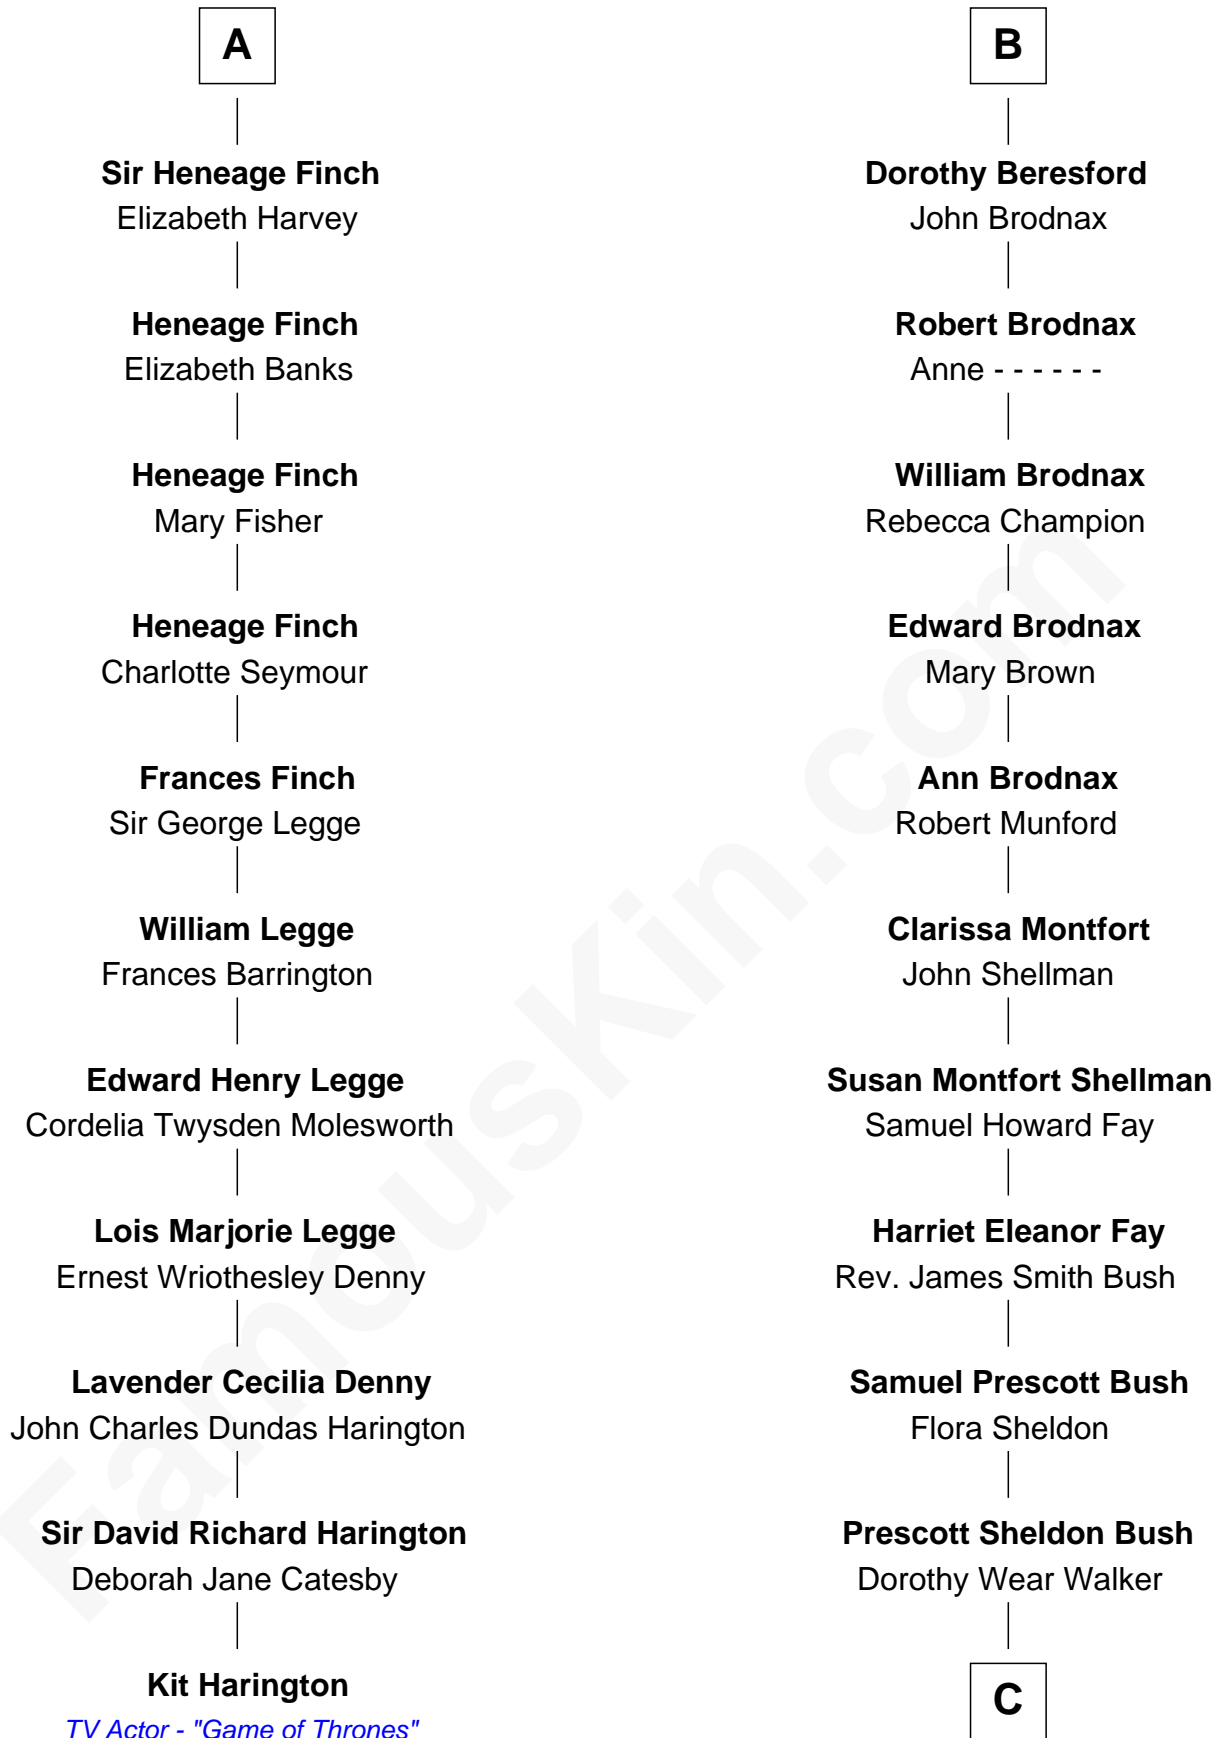 A
Sir Heneage Finch
Elizabeth Harvey
Heneage Finch
Elizabeth Banks
Heneage Finch
Mary Fisher
Heneage Finch
Charlotte Seymour
Frances Finch
Sir George Legge
William Legge
Frances Barrington
Edward Henry Legge
Cordelia Twysden Molesworth
Lois Marjorie Legge
Ernest Wriothesley Denny
Lavender Cecilia Denny
John Charles Dundas Harington
Sir David Richard Harington
Deborah Jane Catesby
Kit Harington
TV Actor - "Game of Thrones"
B
Dorothy Beresford
John Brodnax
Robert Brodnax
Anne - - - - - -
William Brodnax
Rebecca Champion
Edward Brodnax
Mary Brown
Ann Brodnax
Robert Munford
Clarissa Montfort
John Shellman
Susan Montfort Shellman
Samuel Howard Fay
Harriet Eleanor Fay
Rev. James Smith Bush
Samuel Prescott Bush
Flora Sheldon
Prescott Sheldon Bush
Dorothy Wear Walker
C
FamousKin.com